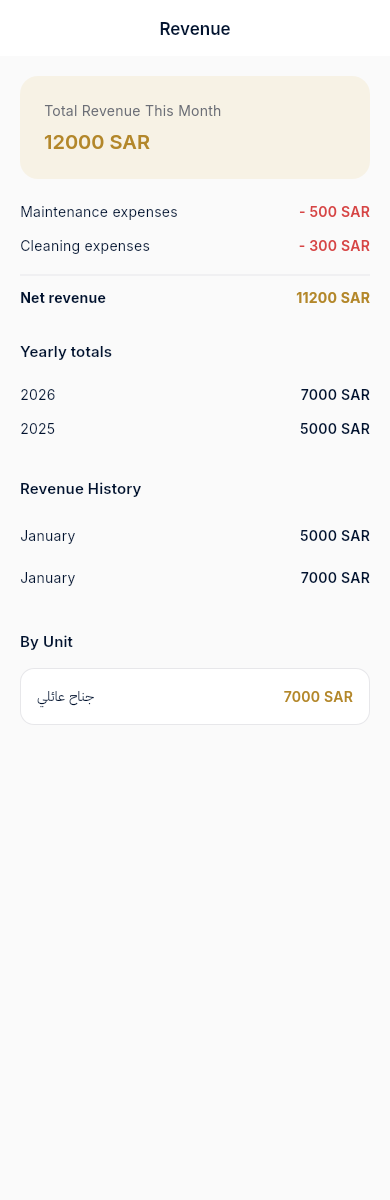 Revenue
Total Revenue This Month
12000 SAR
Maintenance expenses - 500 SAR
Cleaning expenses - 300 SAR
Net revenue 11200 SAR
Yearly totals
2026 7000 SAR
2025 5000 SAR
Revenue History
January 5000 SAR
January 7000 SAR
By Unit
جناح عائلي 7000 SAR